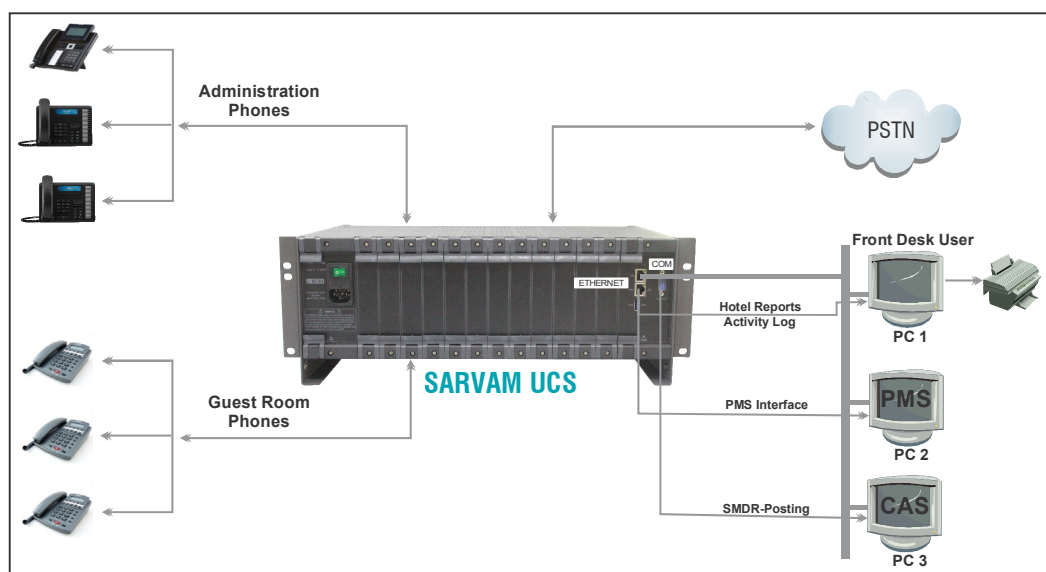 Administration
Phones
PSTN
Front Desk User
COM
ETHERNET
Hotel Reports
Activity Log
PC 1
SARVAM UCS
Guest Room
Phones
PMS Interface
PMS
PC 2
SMDR-Posting
CAS
PC 3